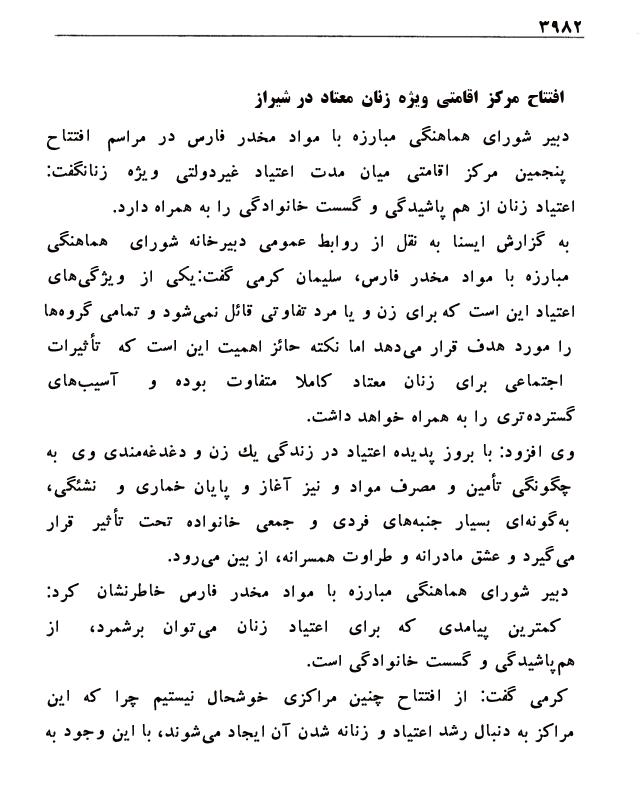 ۳۹۸۲
افتتاح مرکز اقامتی ویژه زنان معتاد در شیراز
دبیر شورای هماهنگی مبارزه با مواد مخدر فارس در مراسم افتتاح
پنجمین مرکز اقامتی میان مدت اعتیاد غیردولتی ویژه زنانگفت:
اعتیاد زنان از هم پاشیدگی و گسست خانوادگی را به همراه دارد.
به گزارش ایسنا به نقل از روابط عمومی دبیرخانه شورای هماهنگی
مبارزه با مواد مخدر فارس، سلیمان کرمی گفت:یکی از ویژگی‌های
اعتیاد این است که برای زن و یا مرد تفاوتی قائل نمی‌شود و تمامی گروه‌ها
را مورد هدف قرار می‌دهد اما نکته حائز اهمیت این است که تأثیرات
اجتماعی برای زنان معتاد کاملا متفاوت بوده و آسیب‌های
گسترده‌تری را به همراه خواهد داشت.
وی افزود: با بروز پدیده اعتیاد در زندگی یك زن و دغدغه‌مندی وی به
چگونگی تأمین و مصرف مواد و نیز آغاز و پایان خماری و نشئگی،
به‌گونه‌ای بسیار جنبه‌های فردی و جمعی خانواده تحت تأثیر قرار
می‌گیرد و عشق مادرانه و طراوت همسرانه، از بین می‌رود.
دبیر شورای هماهنگی مبارزه با مواد مخدر فارس خاطرنشان کرد:
کمترین پیامدی که برای اعتیاد زنان می‌توان برشمرد، از
هم‌پاشیدگی و گسست خانوادگی است.
کرمی گفت: از افتتاح چنین مراکزی خوشحال نیستیم چرا که این
مراکز به دنبال رشد اعتیاد و زنانه شدن آن ایجاد می‌شوند، با این وجود به